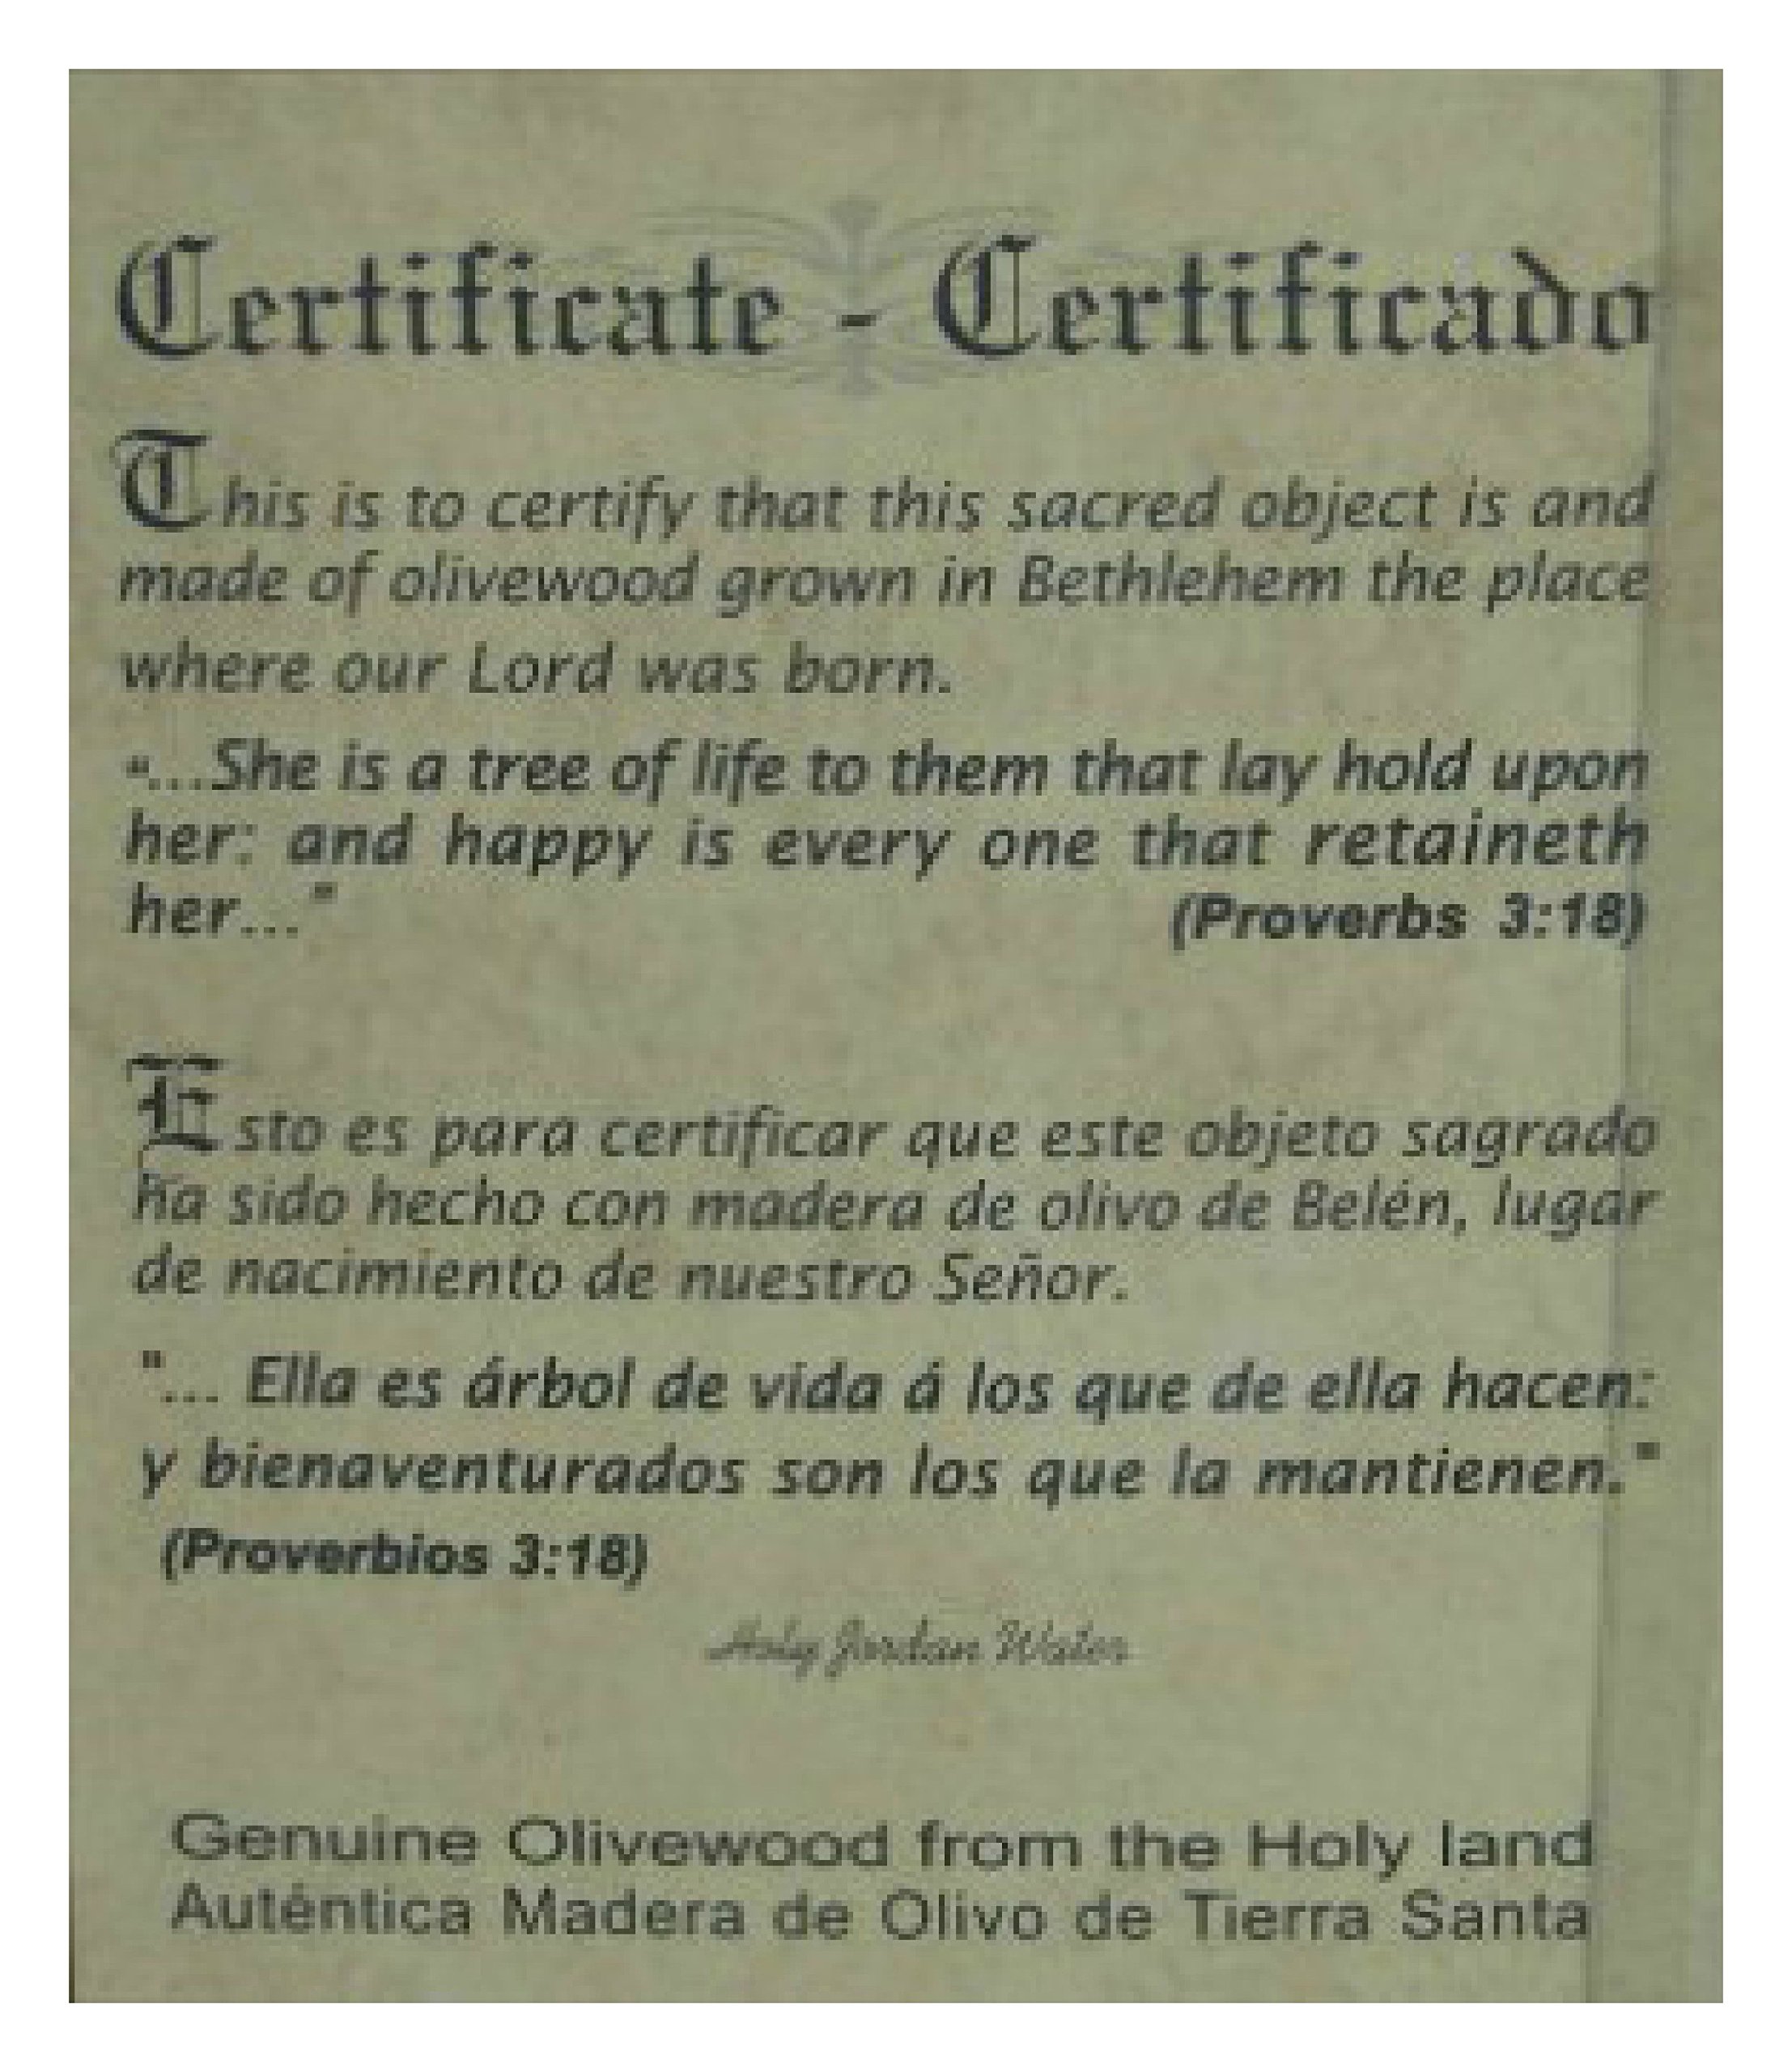 Certificate - Certificado
This is to certify that this sacred object is and
made of olivewood grown in Bethlehem the place
where our Lord was born.
"...She is a tree of life to them that lay hold upon
her: and happy is every one that retaineth
her..." (Proverbs 3:18)
Esto es para certificar que este objeto sagrado
ha sido hecho con madera de olivo de Belén, lugar
de nacimiento de nuestro Señor.
"... Ella es árbol de vida á los que de ella hacen:
y bienaventurados son los que la mantienen."
(Proverbios 3:18)
Holy Jordan Water
Genuine Olivewood from the Holy land
Auténtica Madera de Olivo de Tierra Santa